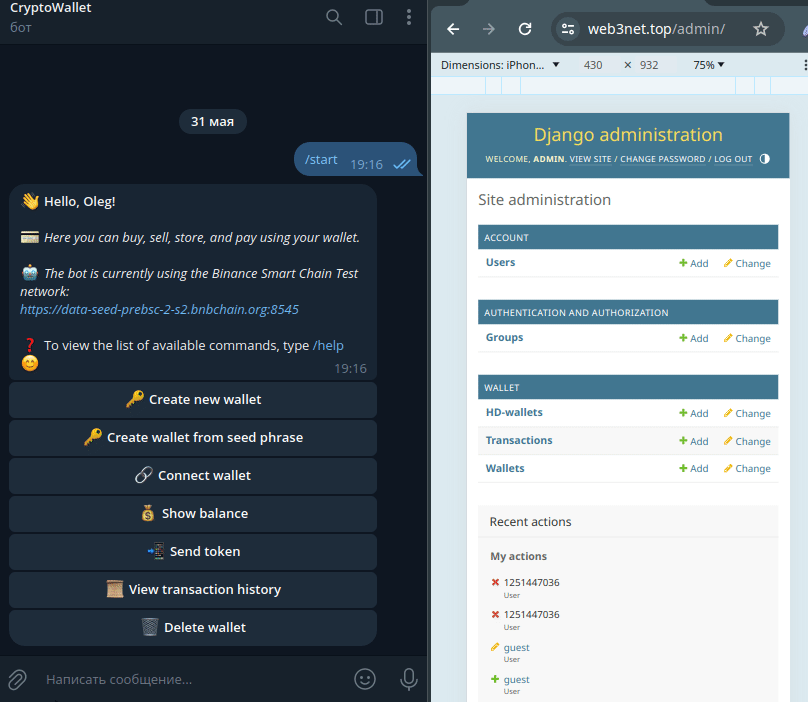 CryptoWallet
бот
31 мая
/start
19:16
👋 Hello, Oleg!
💳 Here you can buy, sell, store, and pay using your wallet.
🤖 The bot is currently using the Binance Smart Chain Test
network:
https://data-seed-prebsc-2-s2.bnbchain.org:8545
❓ To view the list of available commands, type /help
😊
19:16
🔑 Create new wallet
🔑 Create wallet from seed phrase
🔗 Connect wallet
💰 Show balance
📲 Send token
📜 View transaction history
🗑 Delete wallet
Написать сообщение...
web3net.top/admin/
Dimensions: iPhon... ▼ 430 × 932 75% ▼
Django administration
WELCOME, ADMIN. VIEW SITE / CHANGE PASSWORD / LOG OUT
Site administration
ACCOUNT
Users Add Change
AUTHENTICATION AND AUTHORIZATION
Groups Add Change
WALLET
HD-wallets Add Change
Transactions Add Change
Wallets Add Change
Recent actions
My actions
1251447036
User
1251447036
User
guest
User
guest
User